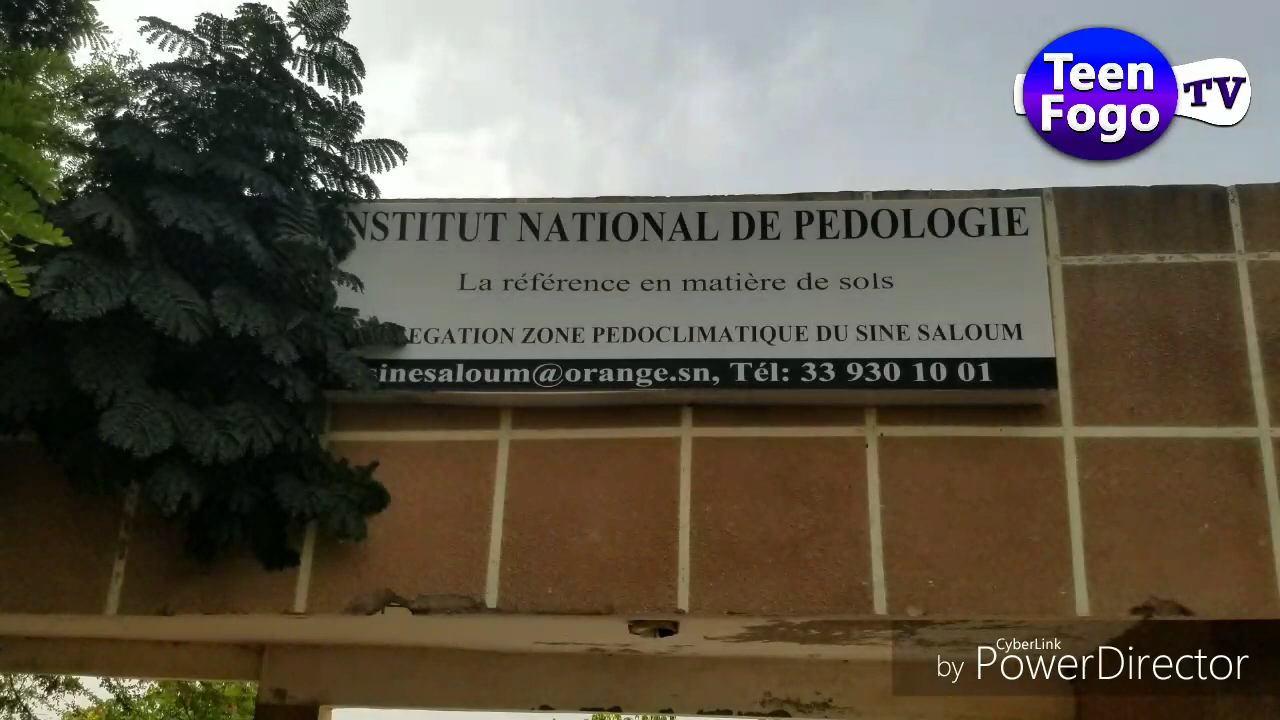 Teen
Fogo
TV
NSTITUT NATIONAL DE PEDOLOGIE
La référence en matière de sols
EGATION ZONE PEDOCLIMATIQUE DU SINE SALOUM
sinesaloum@orange.sn, Tél: 33 930 10 01
CyberLink
by PowerDirector